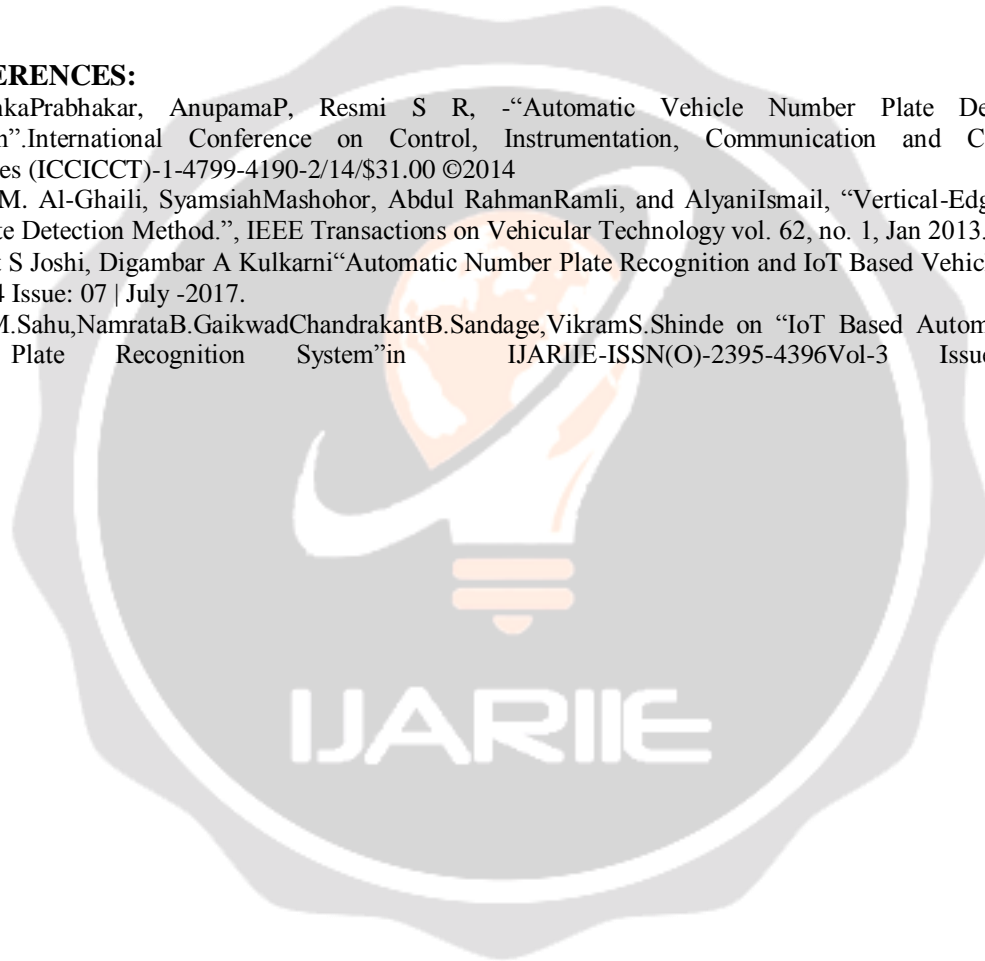 ERENCES:
nkaPrabhakar, AnupamaP, Resmi S R, -“Automatic Vehicle Number Plate De
n”.International Conference on Control, Instrumentation, Communication and C
es (ICCICCT)-1-4799-4190-2/14/$31.00 ©2014
M. Al-Ghaili, SyamsiahMashohor, Abdul RahmanRamli, and AlyaniIsmail, “Vertical-Edg
te Detection Method.”, IEEE Transactions on Vehicular Technology vol. 62, no. 1, Jan 2013.
t S Joshi, Digambar A Kulkarni“Automatic Number Plate Recognition and IoT Based Vehicl
4 Issue: 07 | July -2017.
M.Sahu,NamrataB.GaikwadChandrakantB.Sandage,VikramS.Shinde on “IoT Based Autom
Plate Recognition System”in IJARIIE-ISSN(O)-2395-4396Vol-3 Issu
IJARIIE